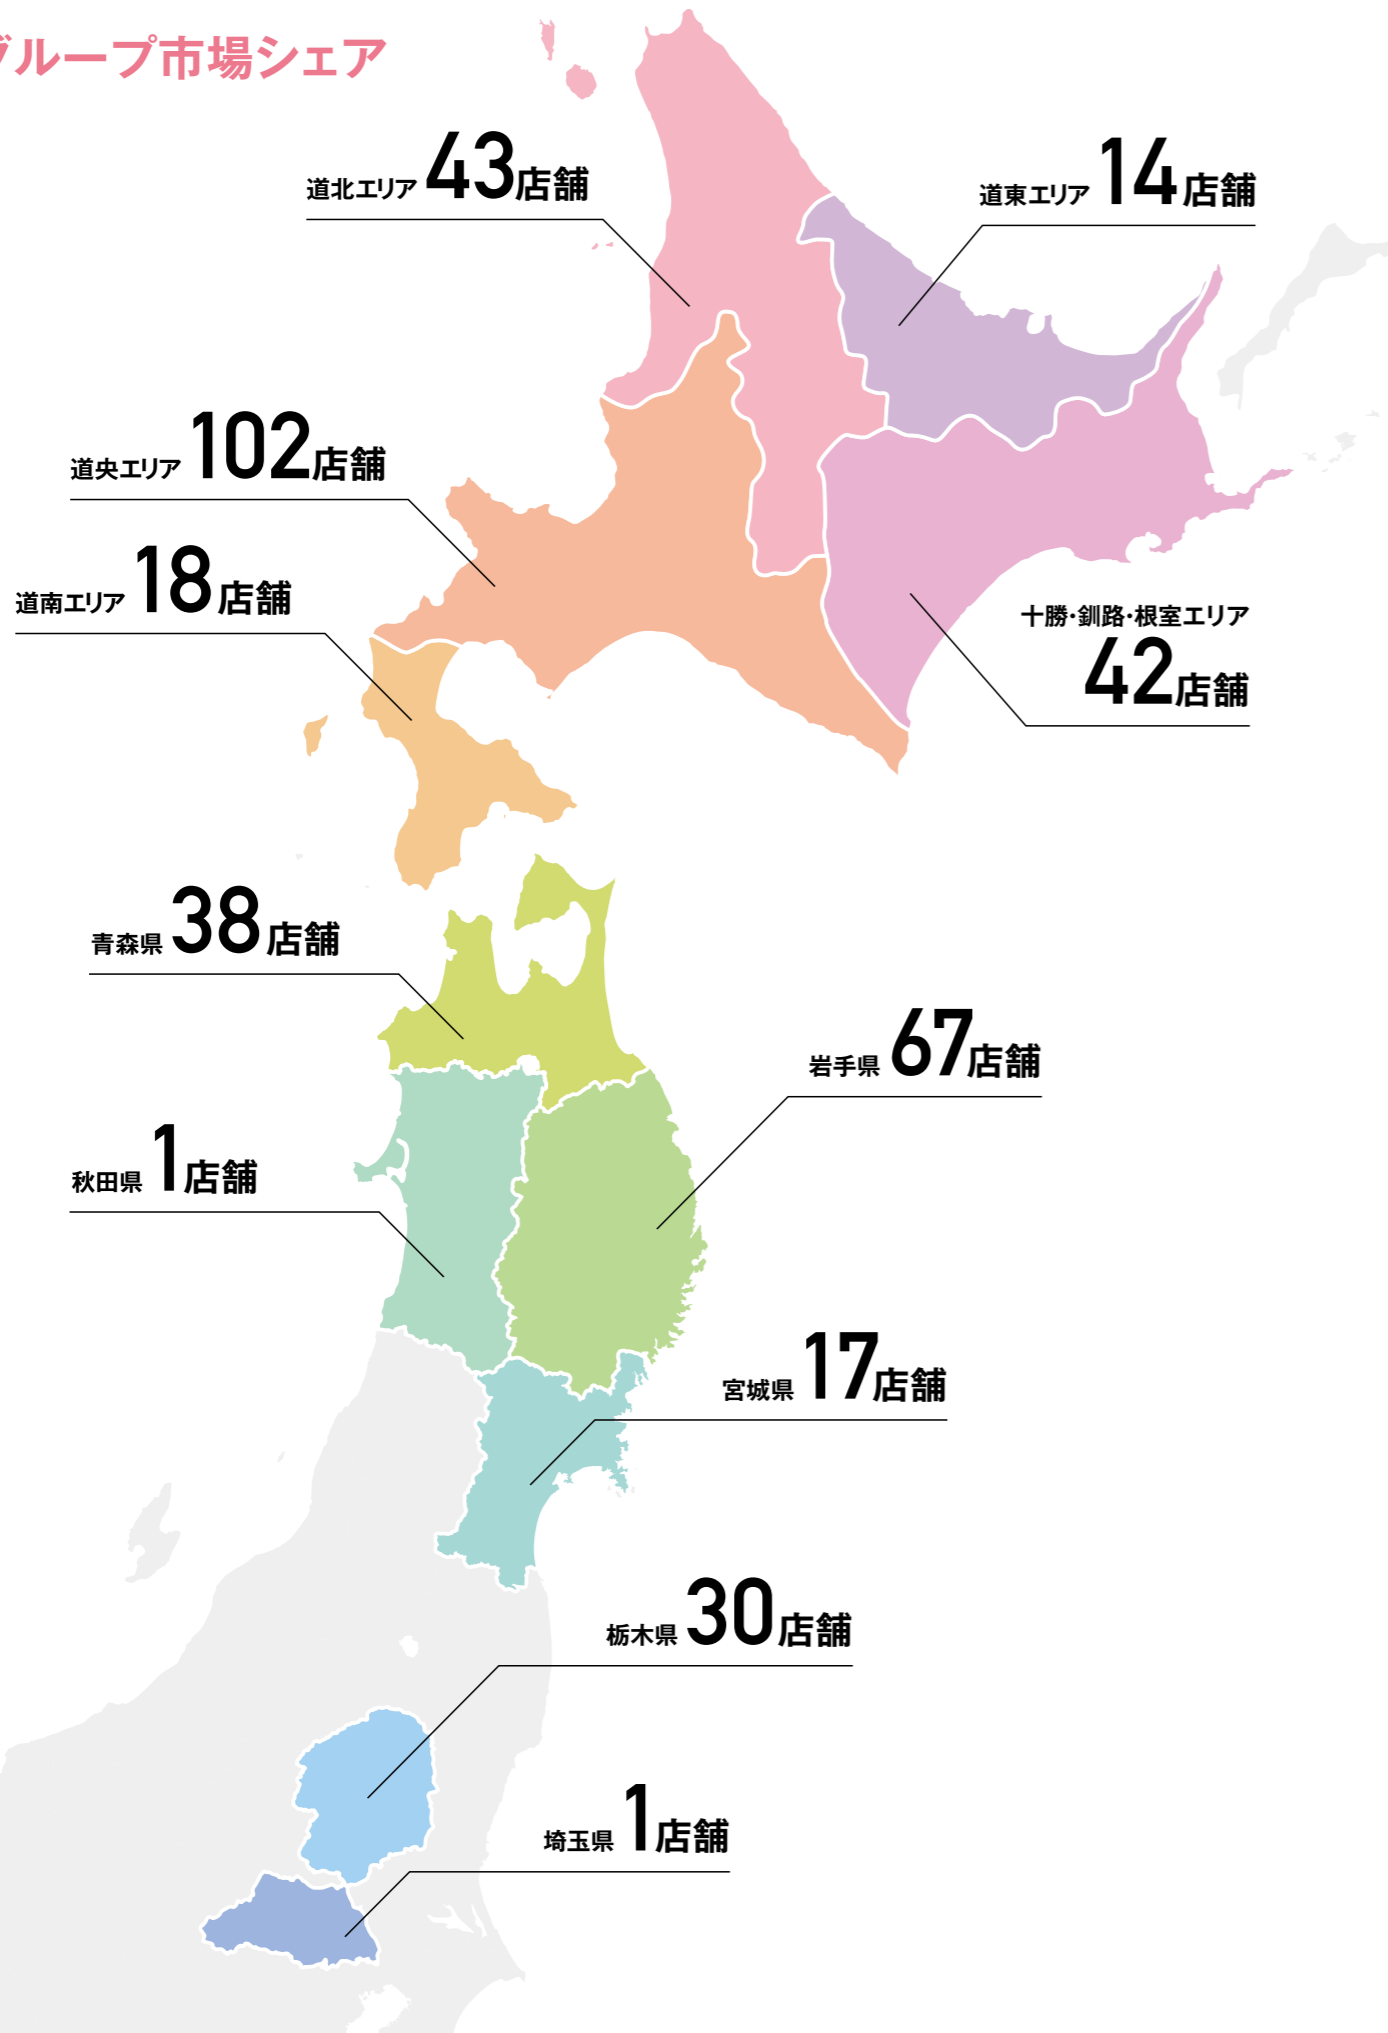 グループ市場シェア
道北エリア 43店舗
道東エリア 14店舗
道央エリア 102店舗
道南エリア 18店舗
十勝・釧路・根室エリア
42店舗
青森県 38店舗
岩手県 67店舗
秋田県 1店舗
宮城県 17店舗
栃木県 30店舗
埼玉県 1店舗